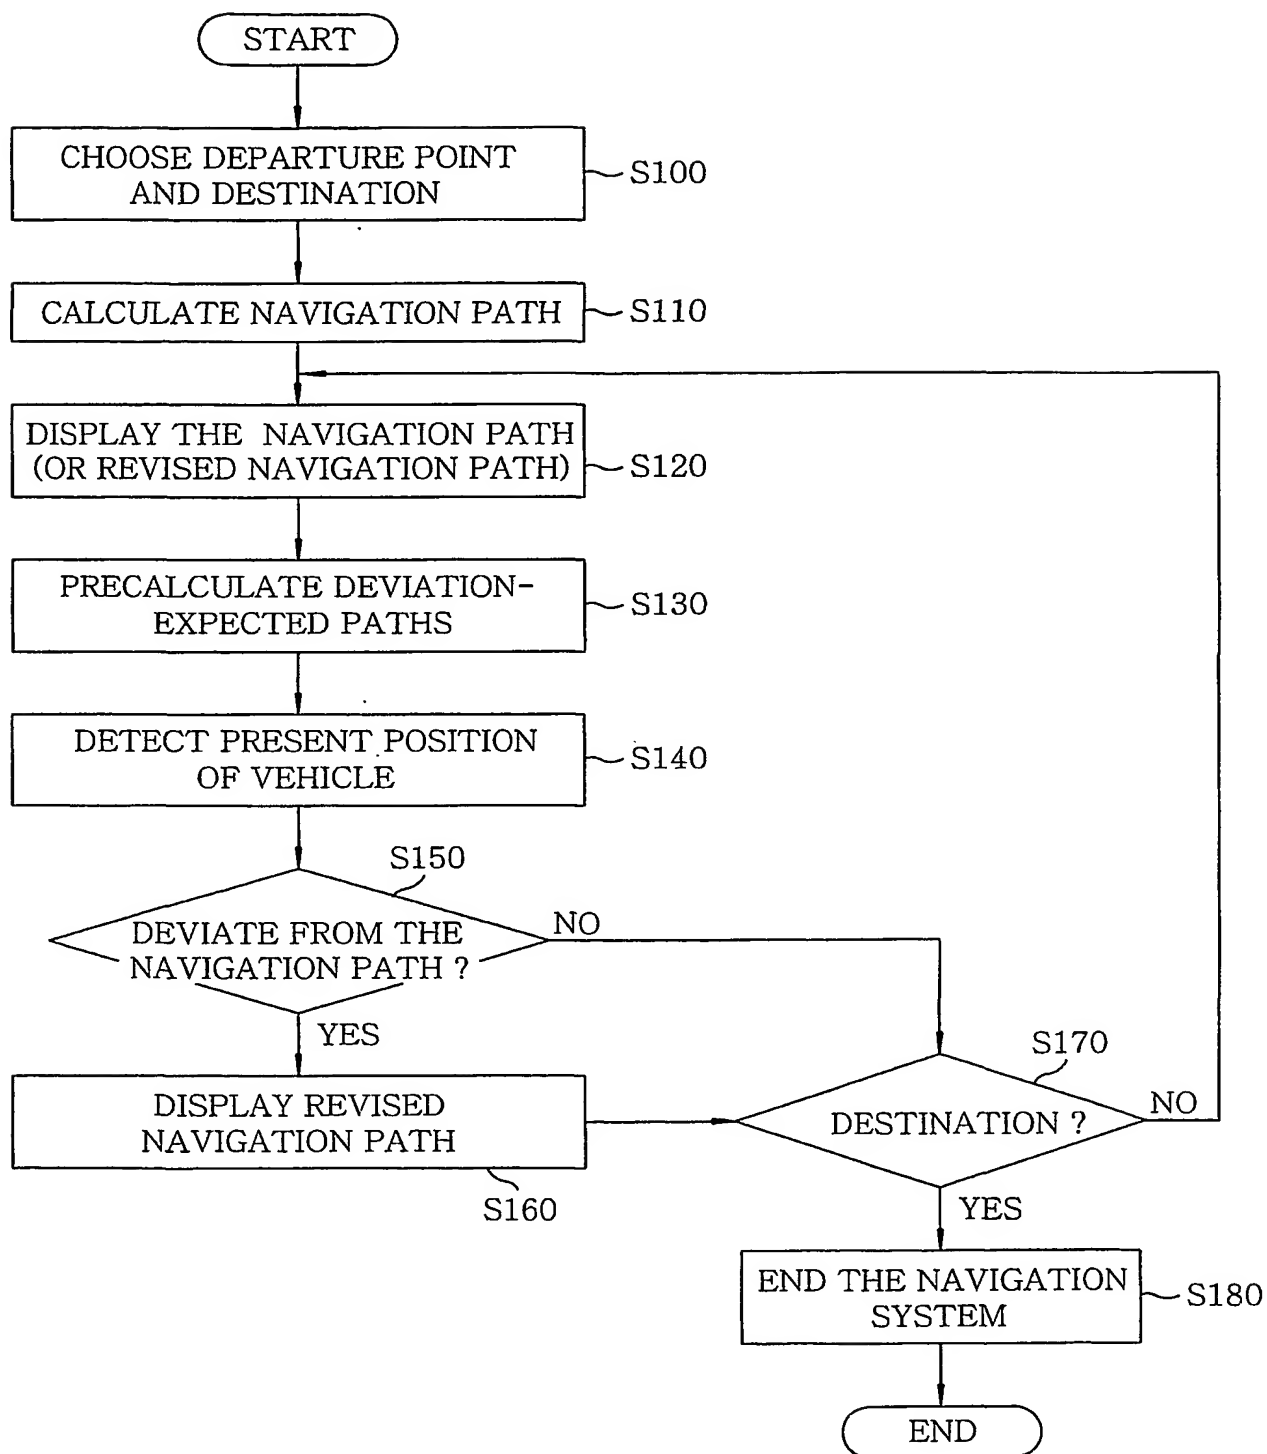 START
CHOOSE DEPARTURE POINT
AND DESTINATION
S100
CALCULATE NAVIGATION PATH
S110
DISPLAY THE NAVIGATION PATH
(OR REVISED NAVIGATION PATH)
S120
PRECALCULATE DEVIATION-
EXPECTED PATHS
S130
DETECT PRESENT POSITION
OF VEHICLE
S140
S150
DEVIATE FROM THE
NAVIGATION PATH ?
NO
YES
DISPLAY REVISED
NAVIGATION PATH
S160
S170
DESTINATION ?
NO
YES
END THE NAVIGATION
SYSTEM
S180
END